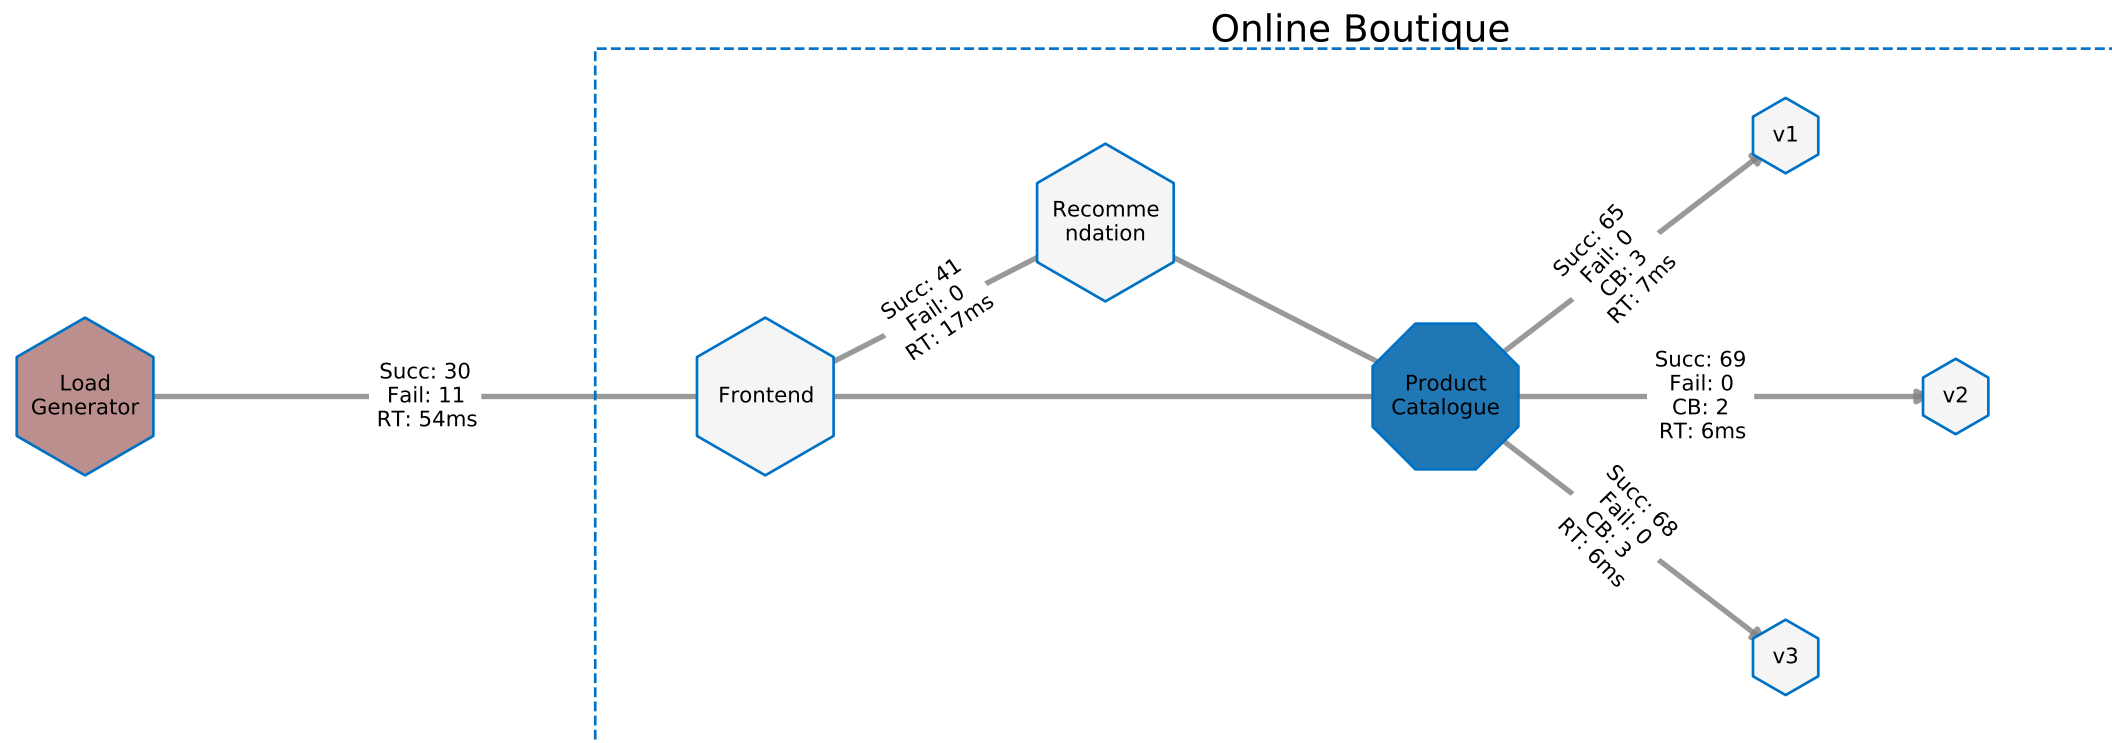 Online Boutique
Load
Generator
Succ: 30
Fail: 11
RT: 54ms
Frontend
Succ: 41
Fail: 0
RT: 17ms
Recomme
ndation
Product
Catalogue
Succ: 65
Fail: 0
CB: 3
RT: 7ms
v1
Succ: 69
Fail: 0
CB: 2
RT: 6ms
v2
Succ: 68
Fail: 0
CB: 3
RT: 6ms
v3